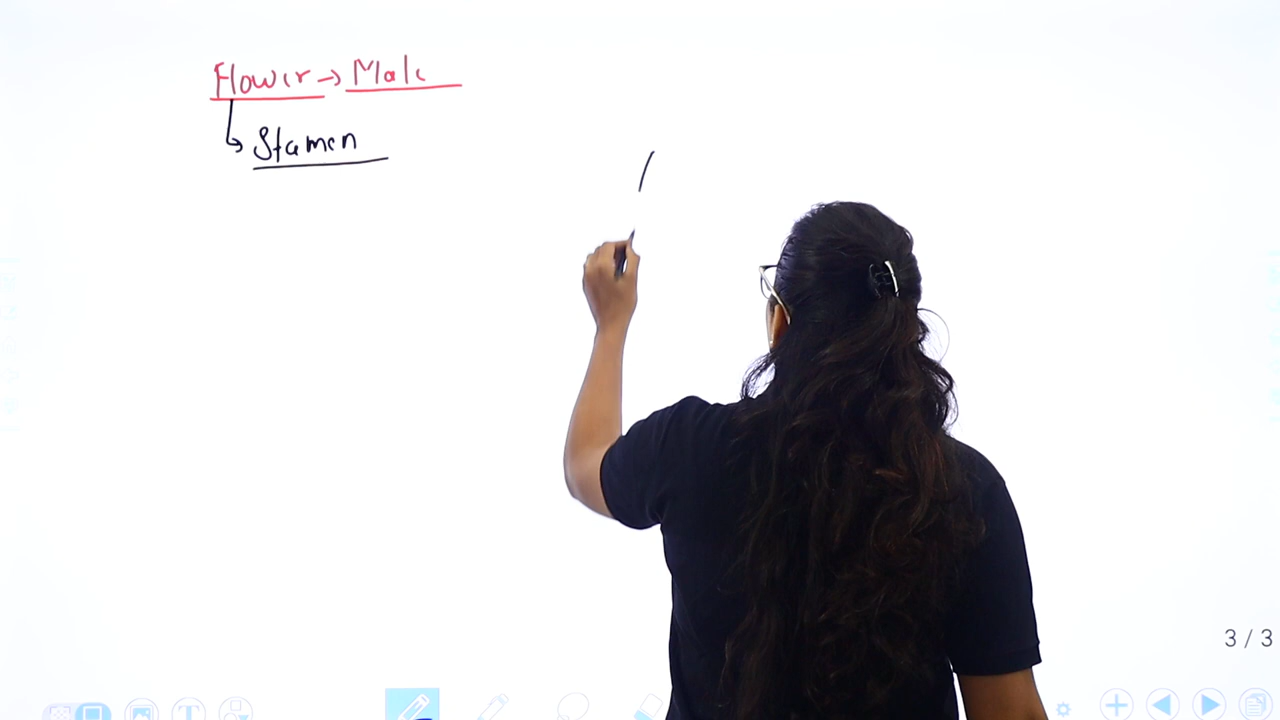 Flower → Male
↳ Stamen
3 / 3